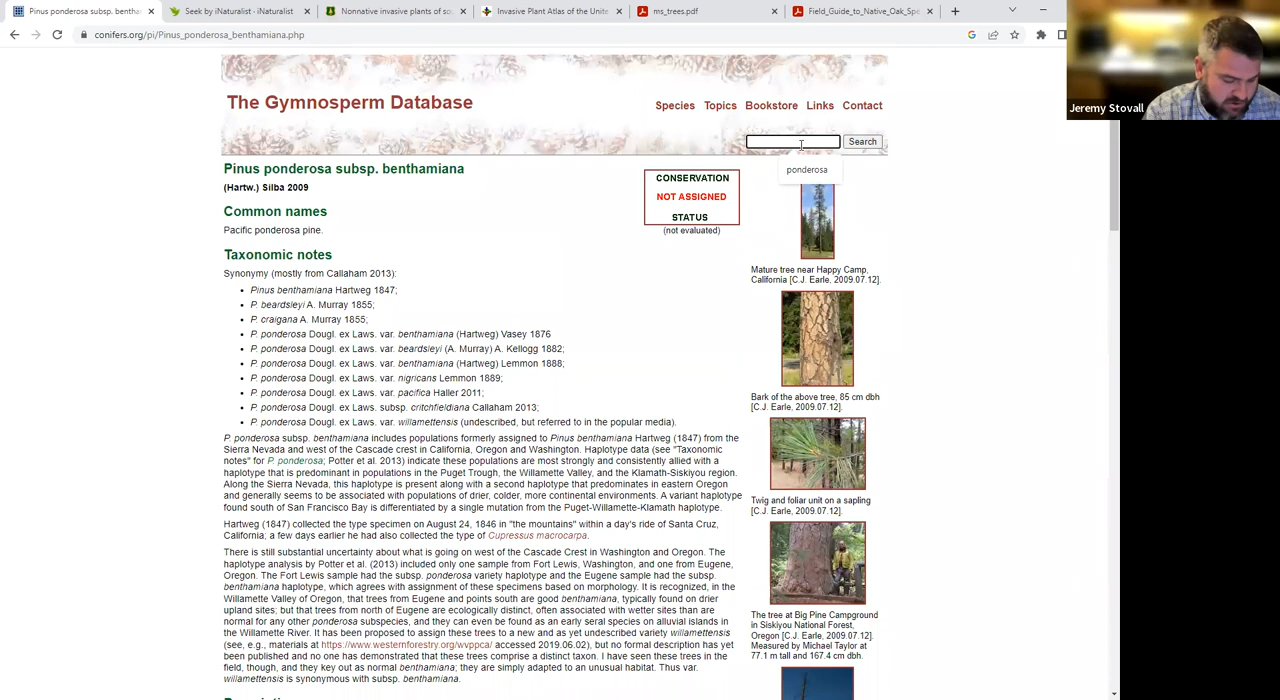 Pinus ponderosa subsp. benthamia
Seek by iNaturalist - iNaturalist
Nonnative invasive plants of so
Invasive Plant Atlas of the Unite
ms_trees.pdf
Field_Guide_to_Native_Oak_Spe
conifers.org/pi/Pinus_ponderosa_benthamiana.php
Jeremy Stovall
The Gymnosperm Database
Species Topics Bookstore Links Contact
Search
ponderosa
Pinus ponderosa subsp. benthamiana
(Hartw.) Silba 2009
CONSERVATION
NOT ASSIGNED
STATUS
(not evaluated)
Common names
Pacific ponderosa pine.
Taxonomic notes
Synonymy (mostly from Callaham 2013):
• Pinus benthamiana Hartweg 1847;
• P. beardsleyi A. Murray 1855;
• P. craigana A. Murray 1855;
• P. ponderosa Dougl. ex Laws. var. benthamiana (Hartweg) Vasey 1876
• P. ponderosa Dougl. ex Laws. var. beardsleyi (A. Murray) A. Kellogg 1882;
• P. ponderosa Dougl. ex Laws. var. benthamiana (Hartweg) Lemmon 1888;
• P. ponderosa Dougl. ex Laws. var. nigricans Lemmon 1889;
• P. ponderosa Dougl. ex Laws. var. pacifica Haller 2011;
• P. ponderosa Dougl. ex Laws. subsp. critchfieldiana Callaham 2013;
• P. ponderosa Dougl. ex Laws. var. willamettensis (undescribed, but referred to in the popular media).
P. ponderosa subsp. benthamiana includes populations formerly assigned to Pinus benthamiana Hartweg (1847) from the
Sierra Nevada and west of the Cascade crest in California, Oregon and Washington. Haplotype data (see "Taxonomic
notes" for P. ponderosa; Potter et al. 2013) indicate these populations are most strongly and consistently allied with a
haplotype that is predominant in populations in the Puget Trough, the Willamette Valley, and the Klamath-Siskiyou region.
Along the Sierra Nevada, this haplotype is present along with a second haplotype that predominates in eastern Oregon
and generally seems to be associated with populations of drier, colder, more continental environments. A variant haplotype
found south of San Francisco Bay is differentiated by a single mutation from the Puget-Willamette-Klamath haplotype.
Hartweg (1847) collected the type specimen on August 24, 1846 in "the mountains" within a day's ride of Santa Cruz,
California; a few days earlier he had also collected the type of Cupressus macrocarpa.
There is still substantial uncertainty about what is going on west of the Cascade Crest in Washington and Oregon. The
haplotype analysis by Potter et al. (2013) included only one sample from Fort Lewis, Washington, and one from Eugene,
Oregon. The Fort Lewis sample had the subsp. ponderosa variety haplotype and the Eugene sample had the subsp.
benthamiana haplotype, which agrees with assignment of these specimens based on morphology. It is recognized, in the
Willamette Valley of Oregon, that trees from Eugene and points south are good benthamiana, typically found on drier
upland sites; but that trees from north of Eugene are ecologically distinct, often associated with wetter sites than are
normal for any other ponderosa subspecies, and they can even be found as an early seral species on alluvial islands in
the Willamette River. It has been proposed to assign these trees to a new and as yet undescribed variety willamettensis
(see, e.g., materials at https://www.westernforestry.org/wvppca/ accessed 2019.06.02), but no formal description has yet
been published and no one has demonstrated that these trees comprise a distinct taxon. I have seen these trees in the
field, though, and they key out as normal benthamiana; they are simply adapted to an unusual habitat. Thus var.
willamettensis is synonymous with subsp. benthamiana.
Mature tree near Happy Camp,
California [C.J. Earle, 2009.07.12].
Bark of the above tree, 85 cm dbh
[C.J. Earle, 2009.07.12].
Twig and foliar unit on a sapling
[C.J. Earle, 2009.07.12].
The tree at Big Pine Campground
in Siskiyou National Forest,
Oregon [C.J. Earle, 2009.07.12].
Measured by Michael Taylor at
77.1 m tall and 167.4 cm dbh.